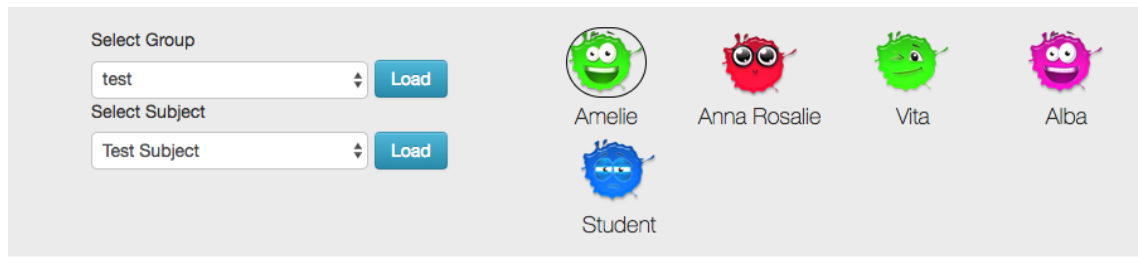 Select Group
test
Load
Select Subject
Test Subject
Load
Amelie
Anna Rosalie
Vita
Alba
Student